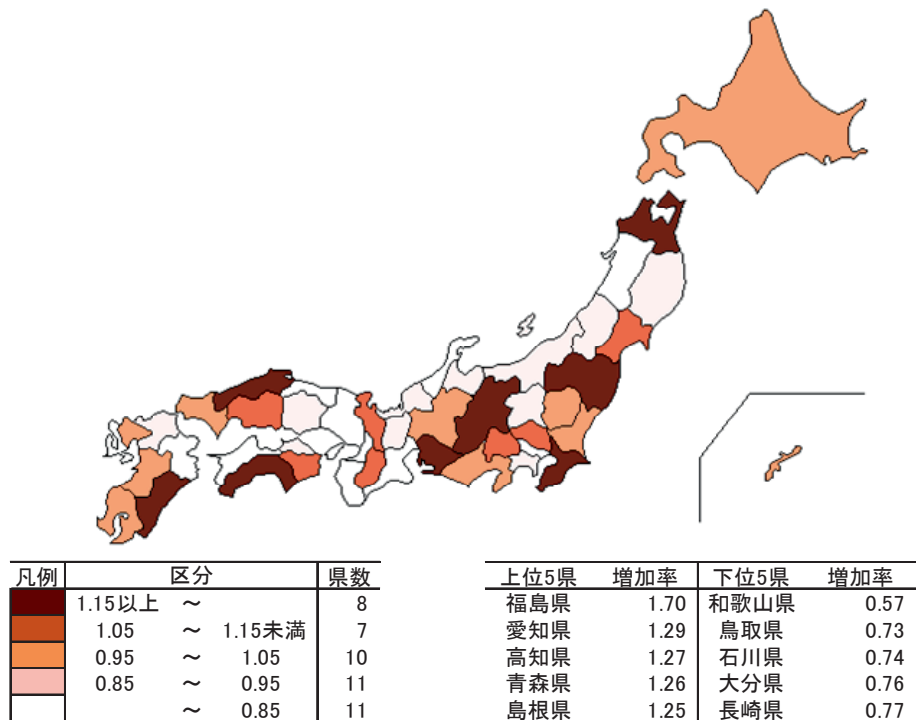 凡例 区分 県数
1.15以上 ～ 8
1.05 ～ 1.15未満 7
0.95 ～ 1.05 10
0.85 ～ 0.95 11
～ 0.85 11
上位5県 増加率 下位5県 増加率
福島県 1.70 和歌山県 0.57
愛知県 1.29 鳥取県 0.73
高知県 1.27 石川県 0.74
青森県 1.26 大分県 0.76
島根県 1.25 長崎県 0.77